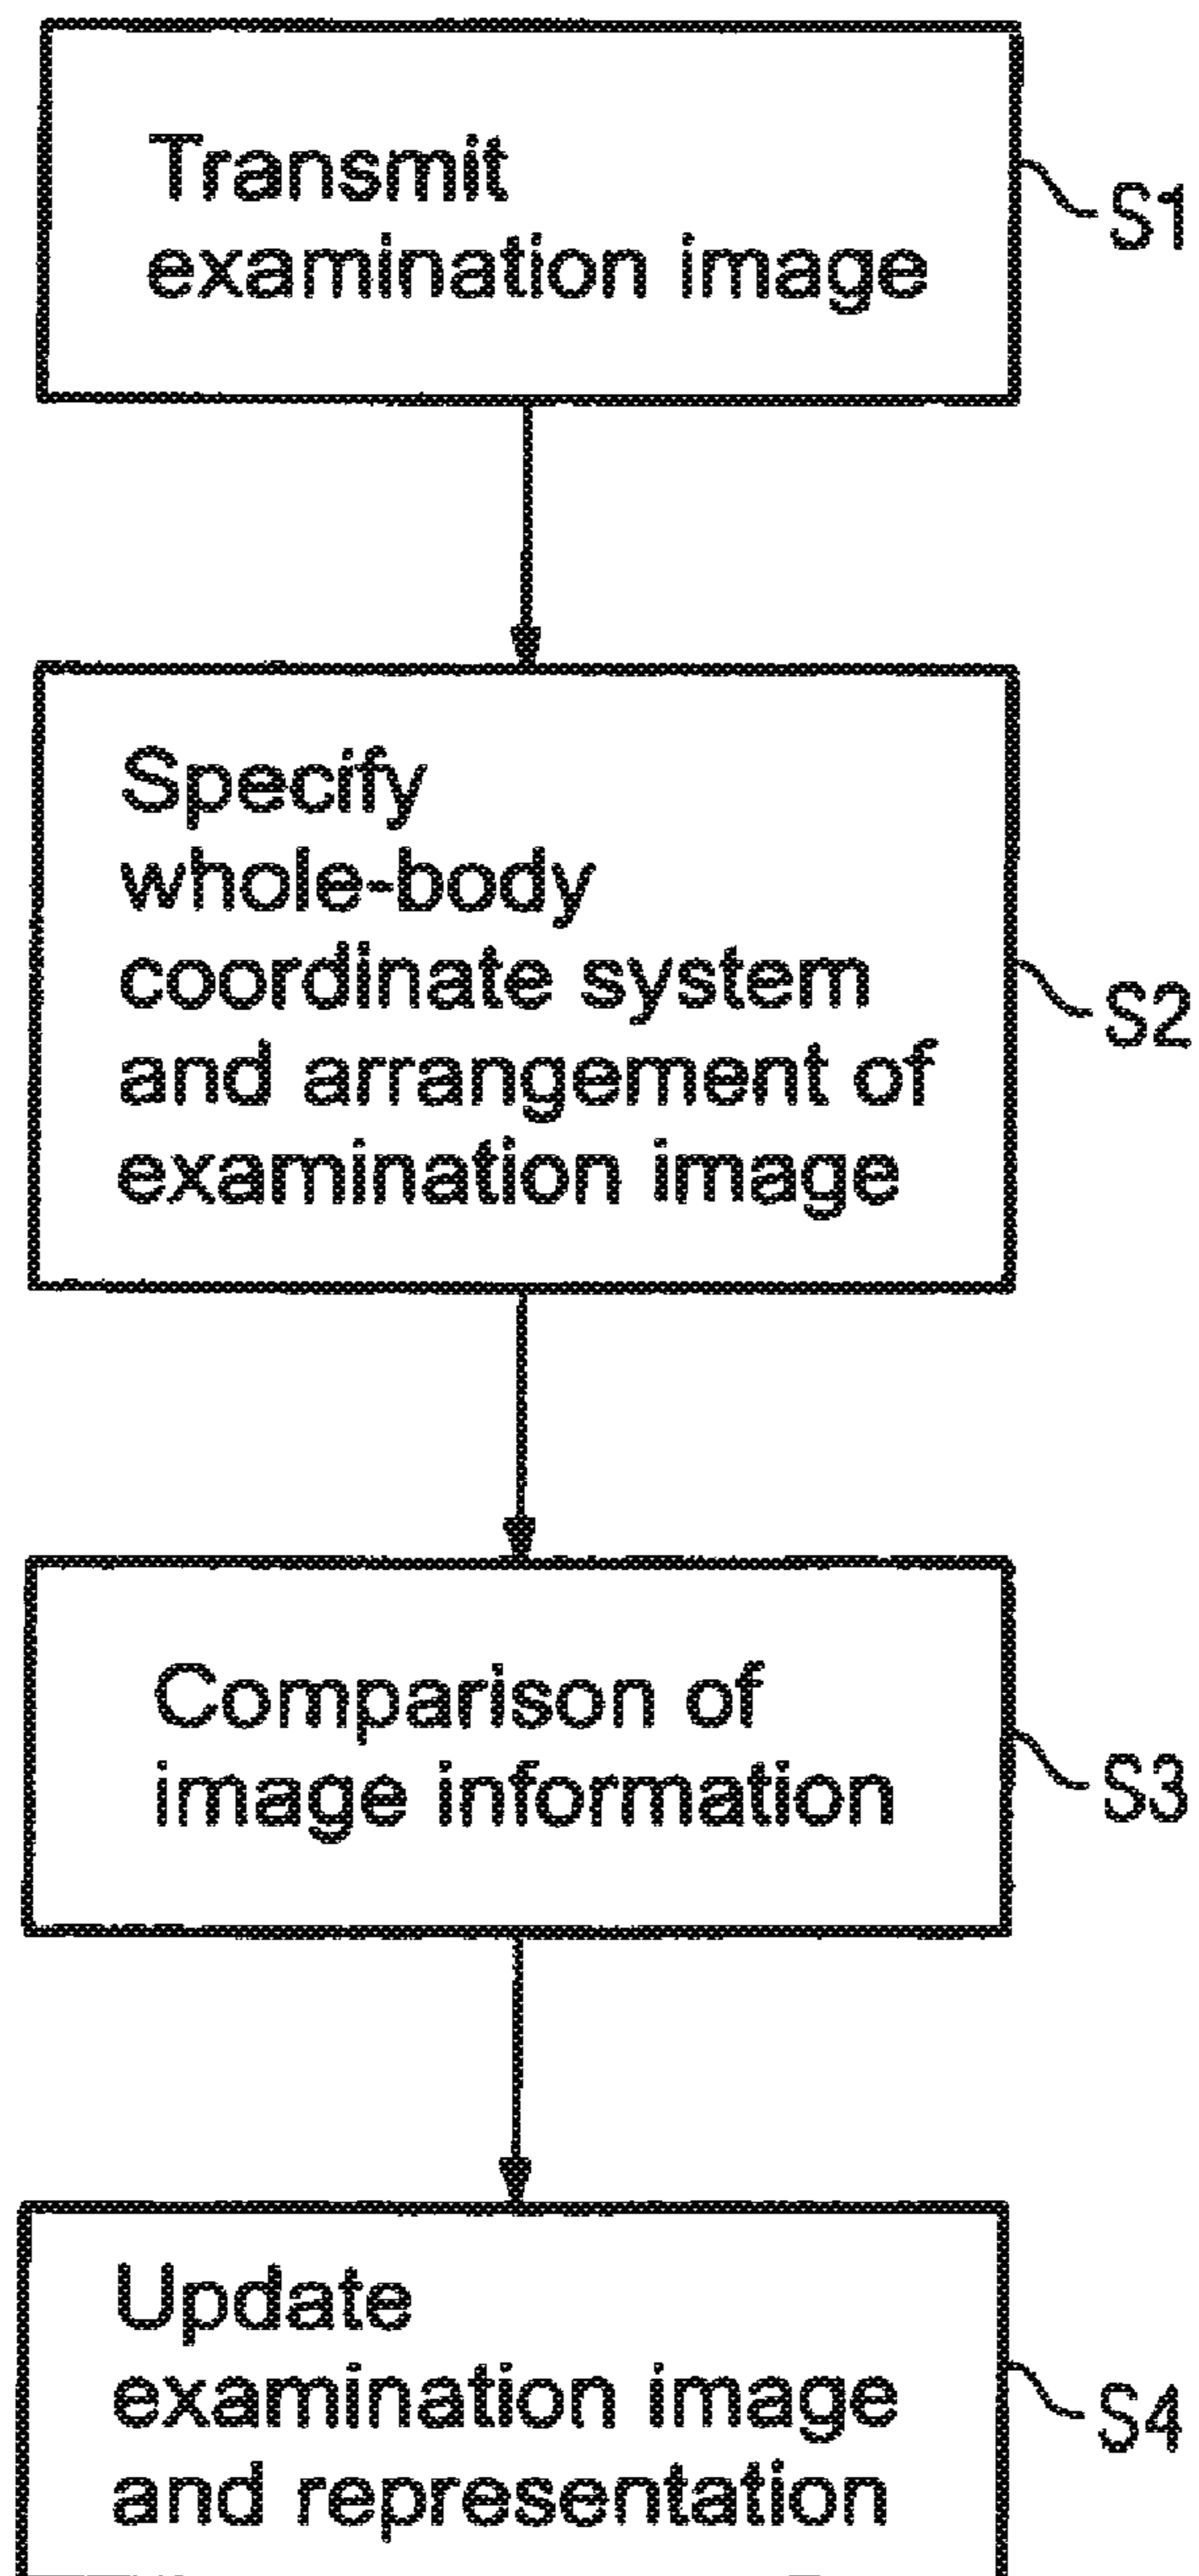 Transmit
examination image
S1
Specify
whole-body
coordinate system
and arrangement of
examination image
S2
Comparison of
image information
S3
Update
examination image
and representation
S4